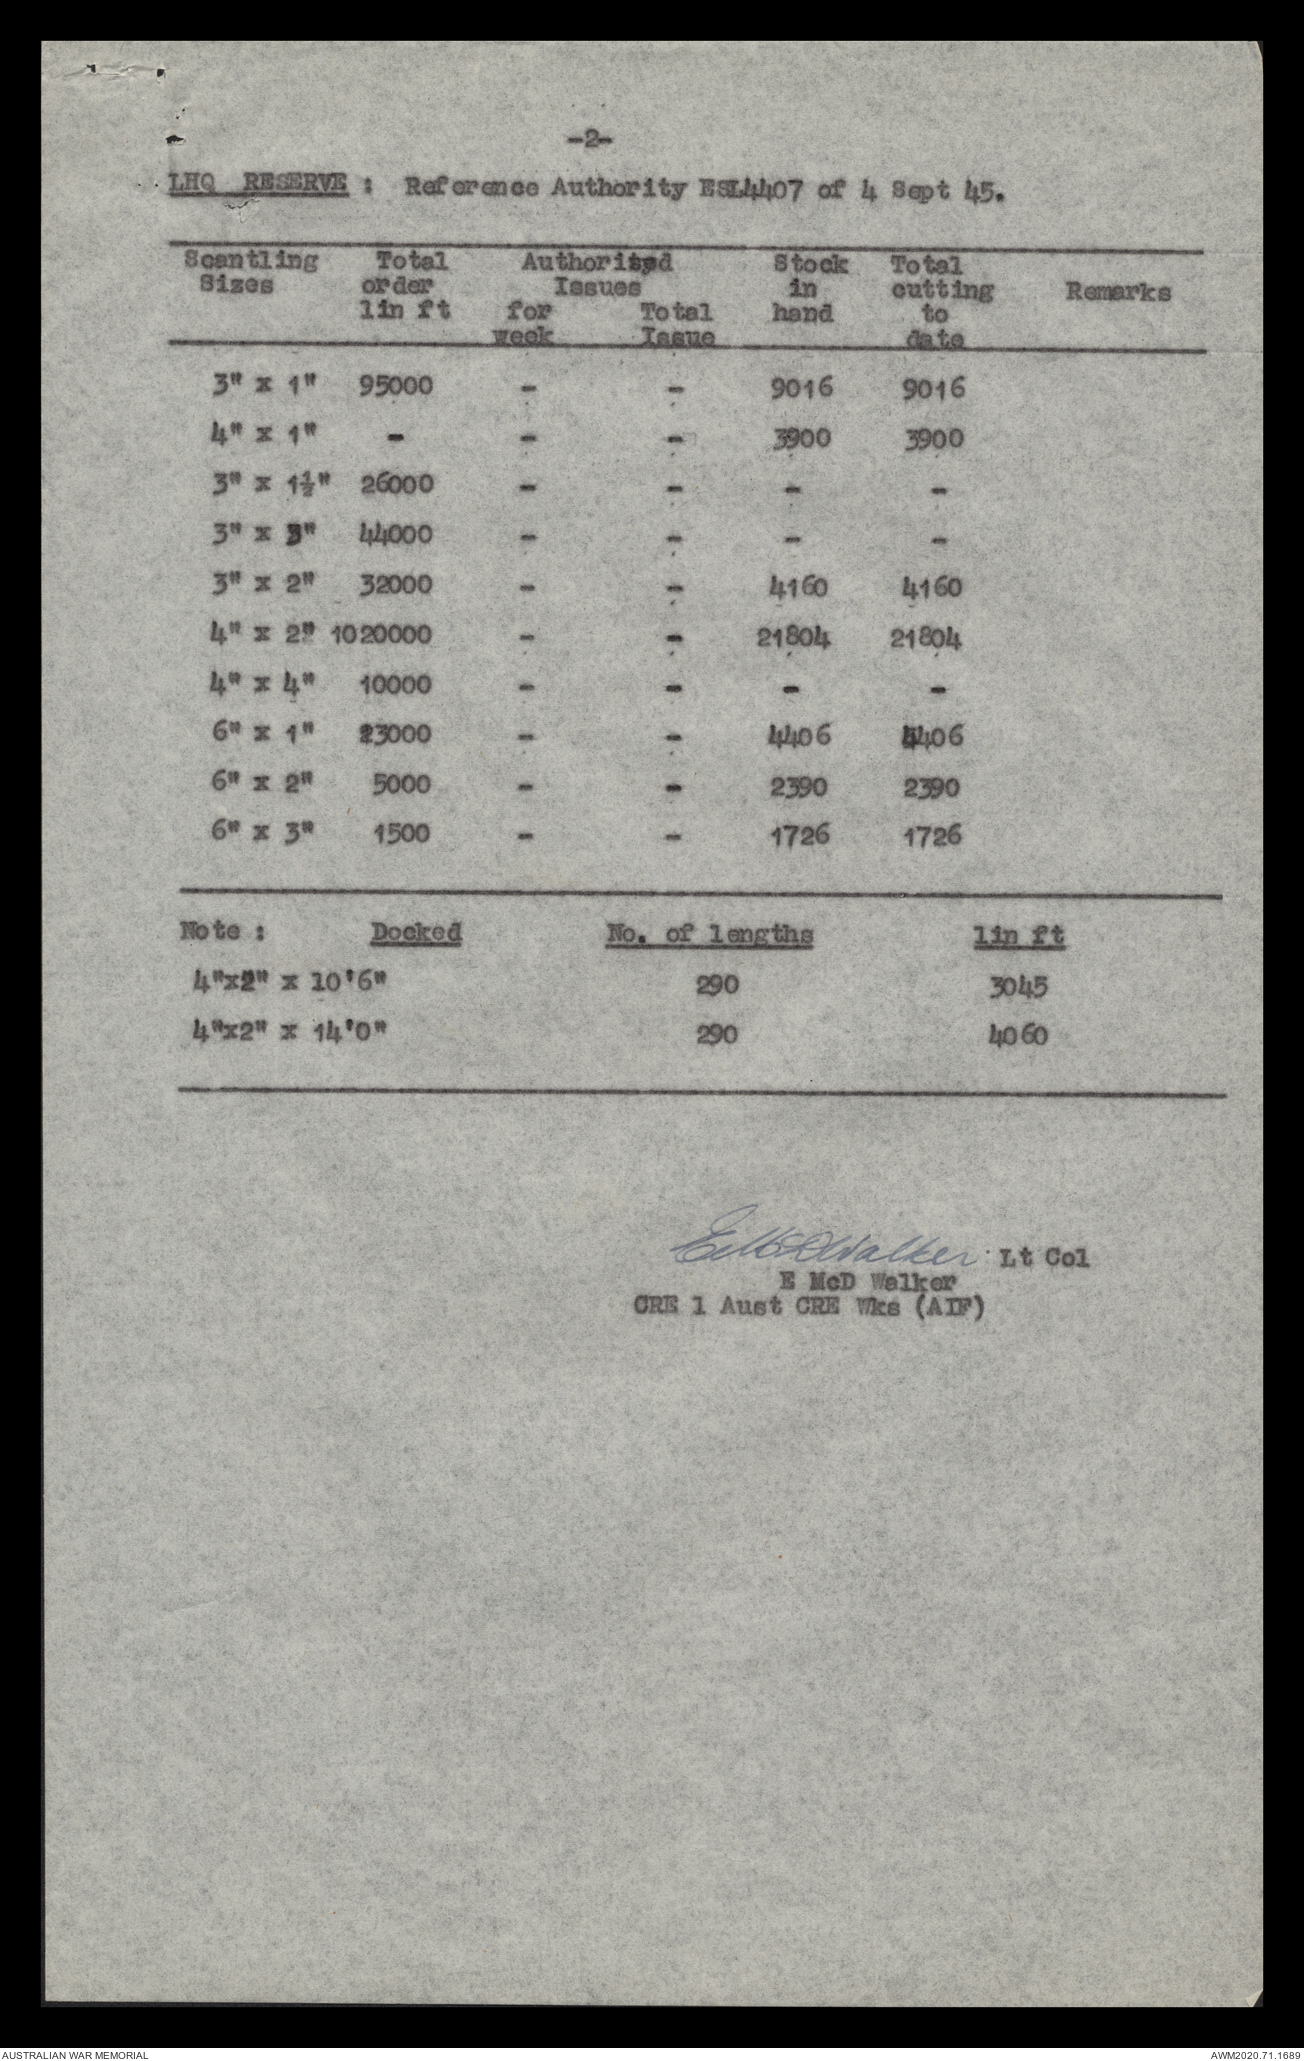 -2-
LHQ RESERVE : Reference Authority ESL4407 of 4 Sept 45.
Scantling Total Authorised Stock Total
Sizes order Issues in cutting Remarks
lin ft for Total hand to
week Issue date
3" x 1" 95000 - - 9016 9016
4" x 1" - - - 3900 3900
3" x 1½" 26000 - - - -
3" x 3" 44000 - - - -
3" x 2" 32000 - - 4160 4160
4" x 2" 1020000 - - 21804 21804
4" x 4" 10000 - - - -
6" x 1" 23000 - - 4406 4406
6" x 2" 5000 - - 2390 2390
6" x 3" 1500 - - 1726 1726
Note : Docked No. of lengths lin ft
4"x2" x 10'6" 290 3045
4"x2" x 14'0" 290 4060
E McD Walker Lt Col
E McD Walker
CRE 1 Aust CRE Wks (AIF)
AUSTRALIAN WAR MEMORIAL AWM2020.71.1689